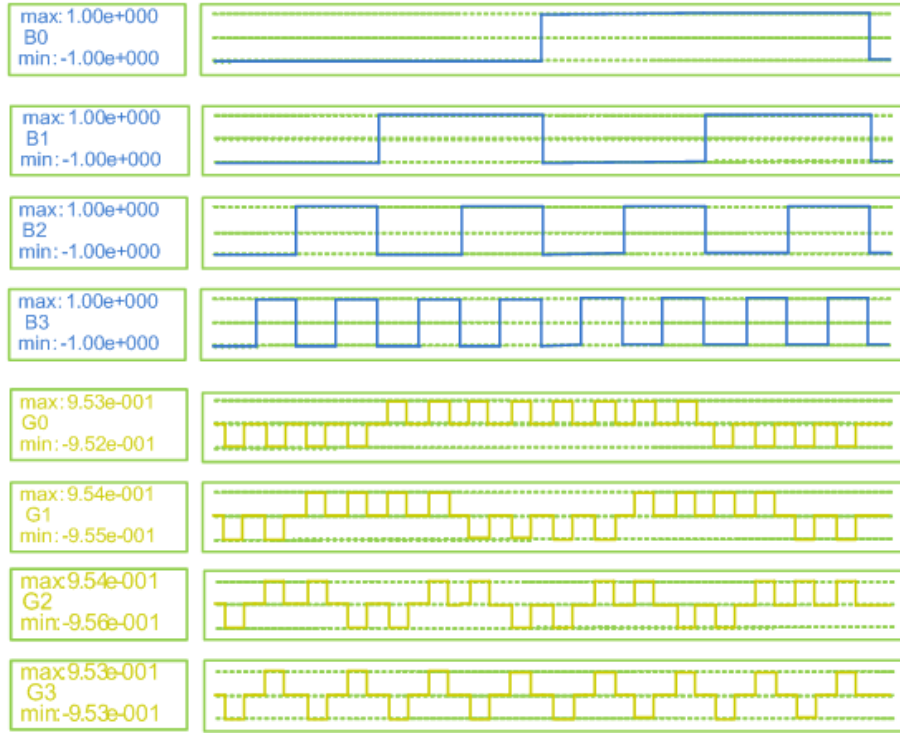 max: 1.00e+000
B0
min: -1.00e+000
max: 1.00e+000
B1
min: -1.00e+000
max: 1.00e+000
B2
min: -1.00e+000
max: 1.00e+000
B3
min: -1.00e+000
max: 9.53e-001
G0
min: -9.52e-001
max: 9.54e-001
G1
min: -9.55e-001
max: 9.54e-001
G2
min: -9.56e-001
max: 9.53e-001
G3
min: -9.53e-001